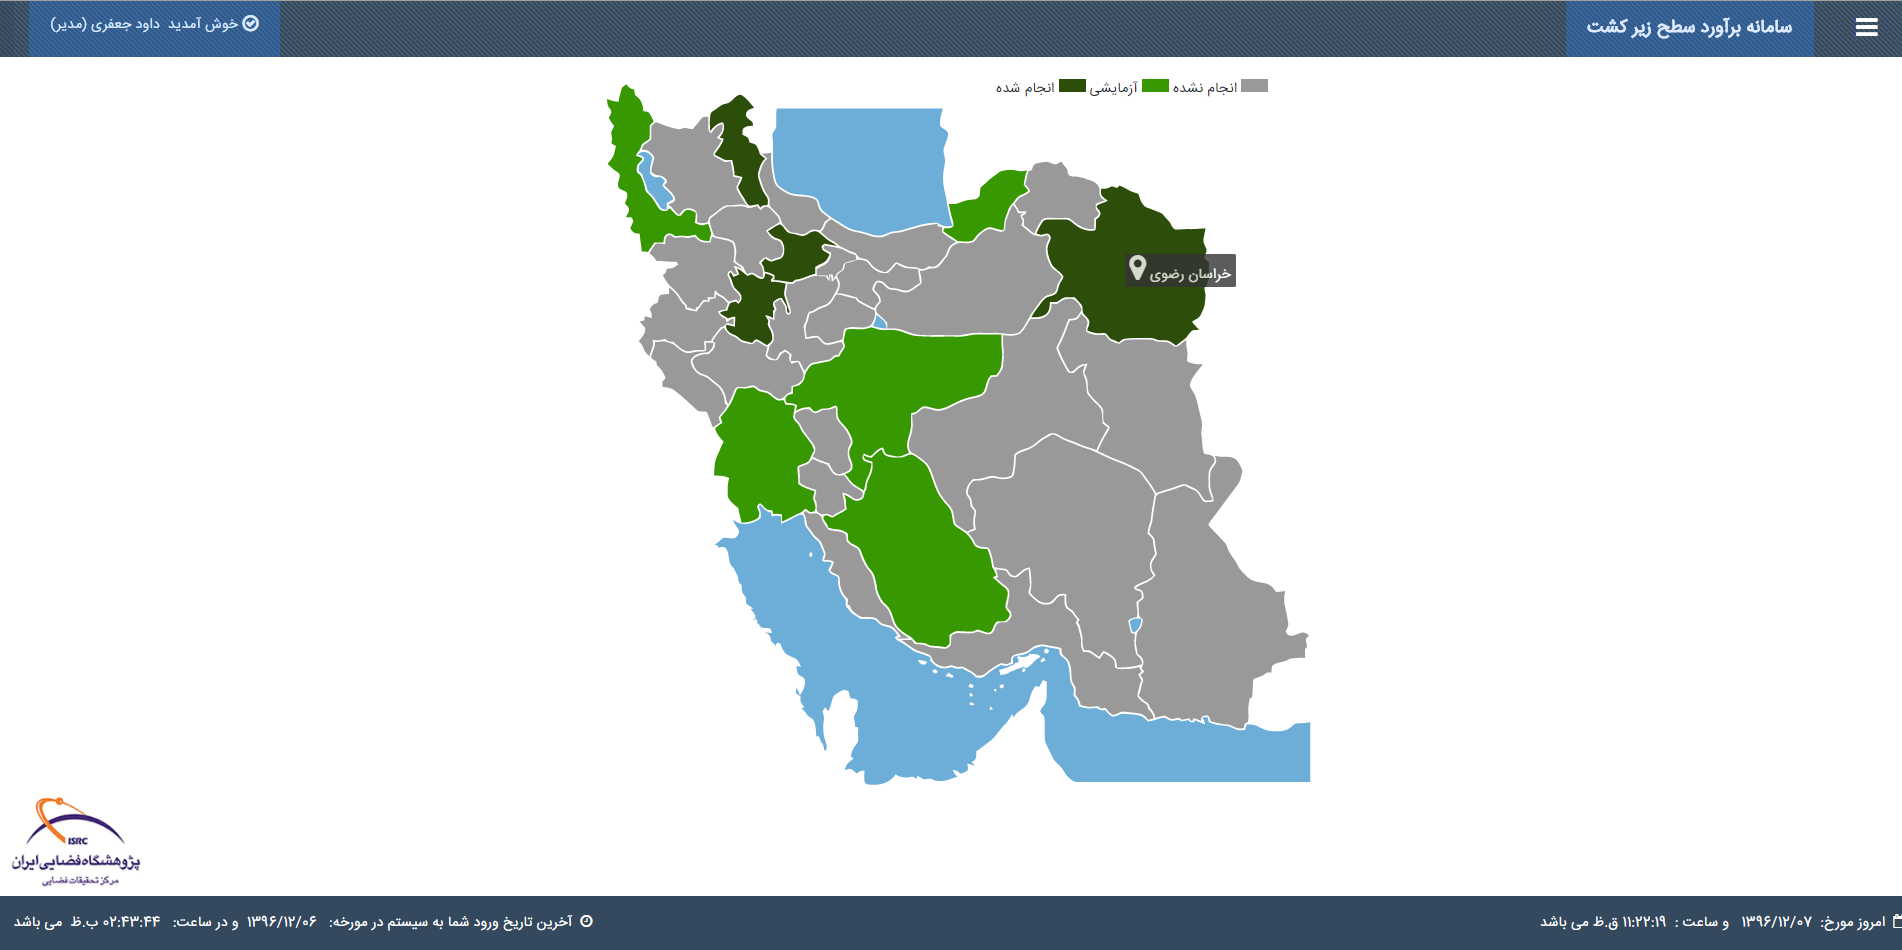 سامانه برآورد سطح زیر کشت
خوش آمدید داود جعفری (مدیر)
انجام نشده آزمایشی انجام شده
خراسان رضوی
ISRC
پژوهشگاه فضایی ایران
مرکز تحقیقات فضایی
امروز مورخ: ۱۳۹۶/۱۲/۰۷ و ساعت : ۱۱:۲۲:۱۹ ق.ظ می باشد
آخرین تاریخ ورود شما به سیستم در مورخه: ۱۳۹۶/۱۲/۰۶ و در ساعت: ۰۲:۴۳:۴۴ ب.ظ می باشد